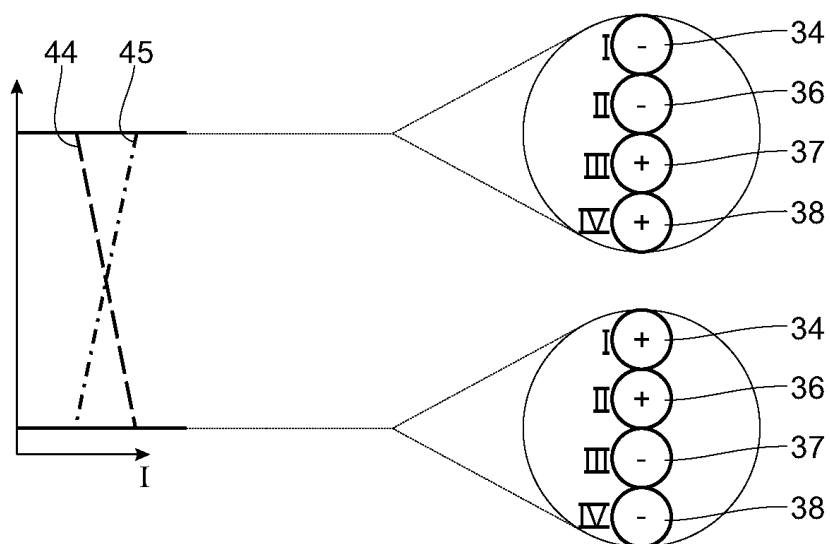 44 45
I - 34
II - 36
III + 37
IV + 38
I + 34
II + 36
III - 37
IV - 38
I